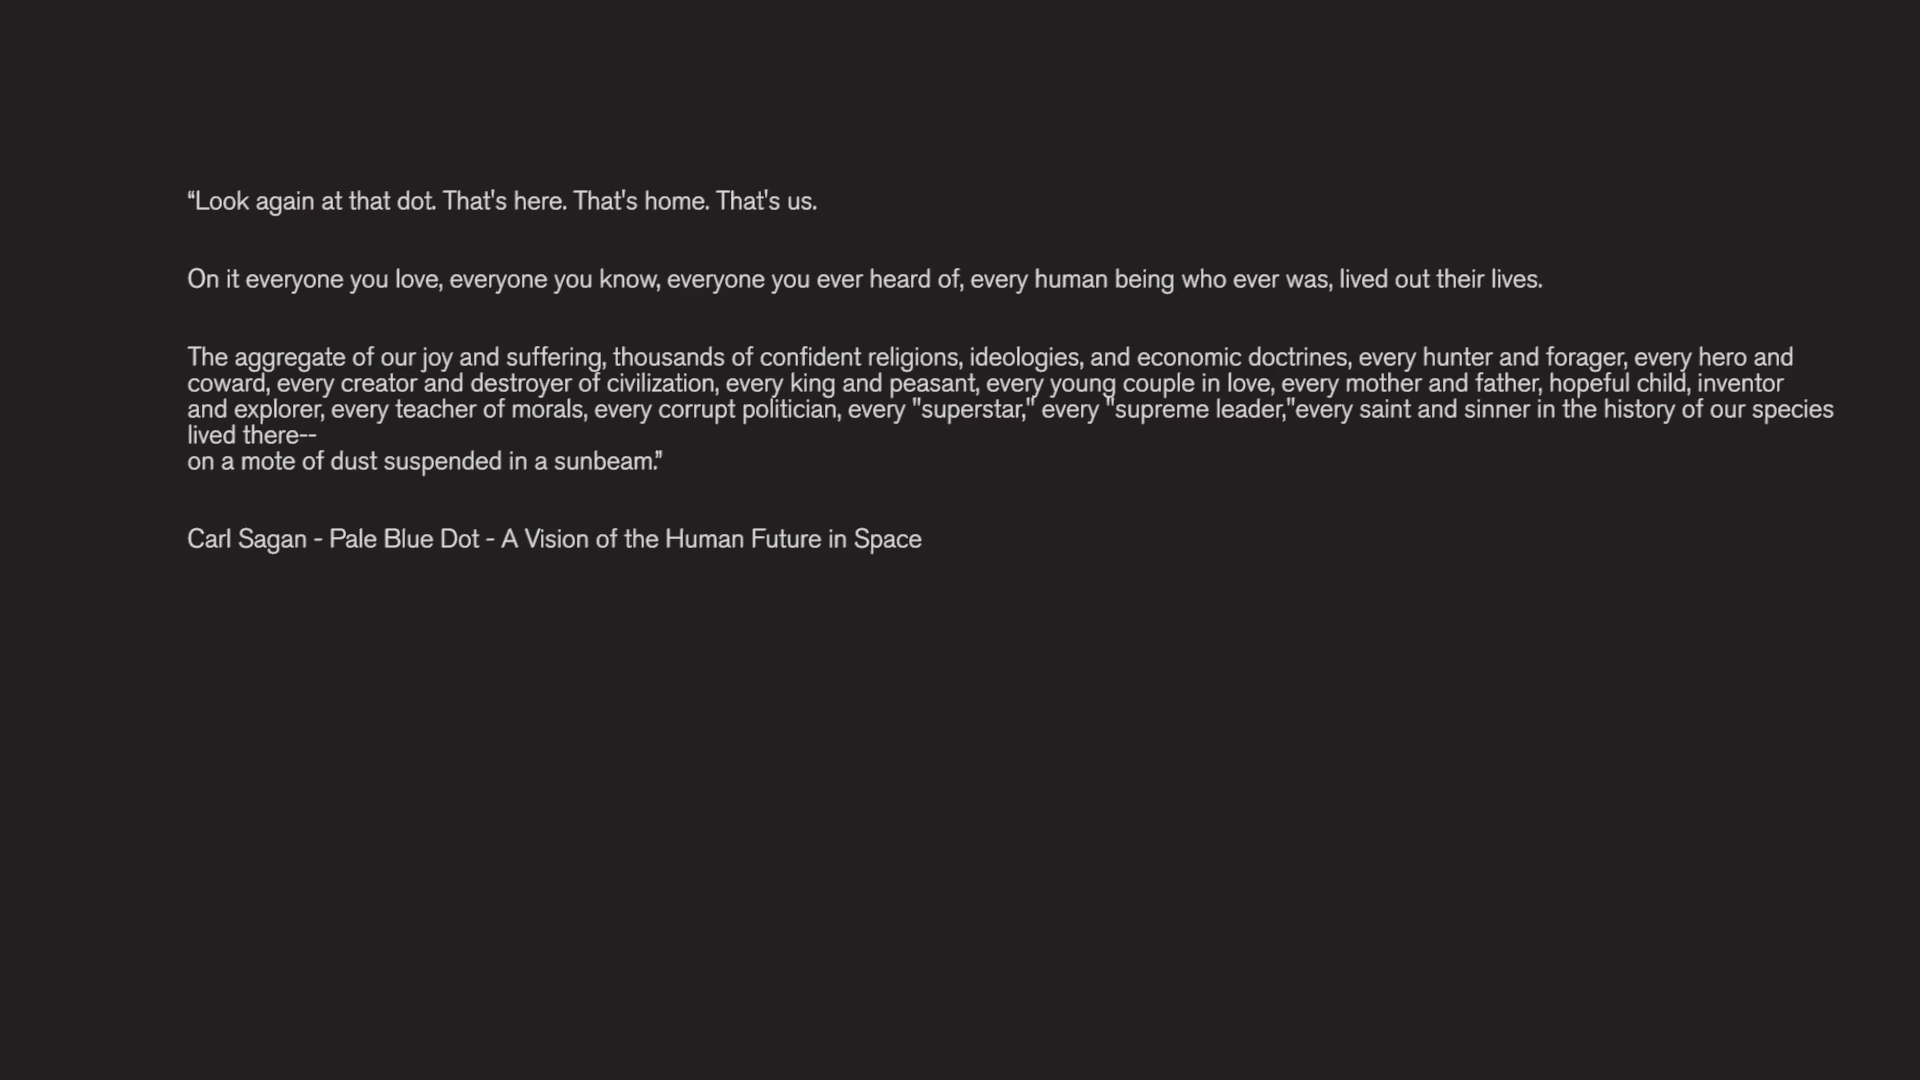 “Look again at that dot. That's here. That's home. That's us.
On it everyone you love, everyone you know, everyone you ever heard of, every human being who ever was, lived out their lives.
The aggregate of our joy and suffering, thousands of confident religions, ideologies, and economic doctrines, every hunter and forager, every hero and
coward, every creator and destroyer of civilization, every king and peasant, every young couple in love, every mother and father, hopeful child, inventor
and explorer, every teacher of morals, every corrupt politician, every "superstar," every "supreme leader,"every saint and sinner in the history of our species
lived there--
on a mote of dust suspended in a sunbeam.”
Carl Sagan - Pale Blue Dot - A Vision of the Human Future in Space